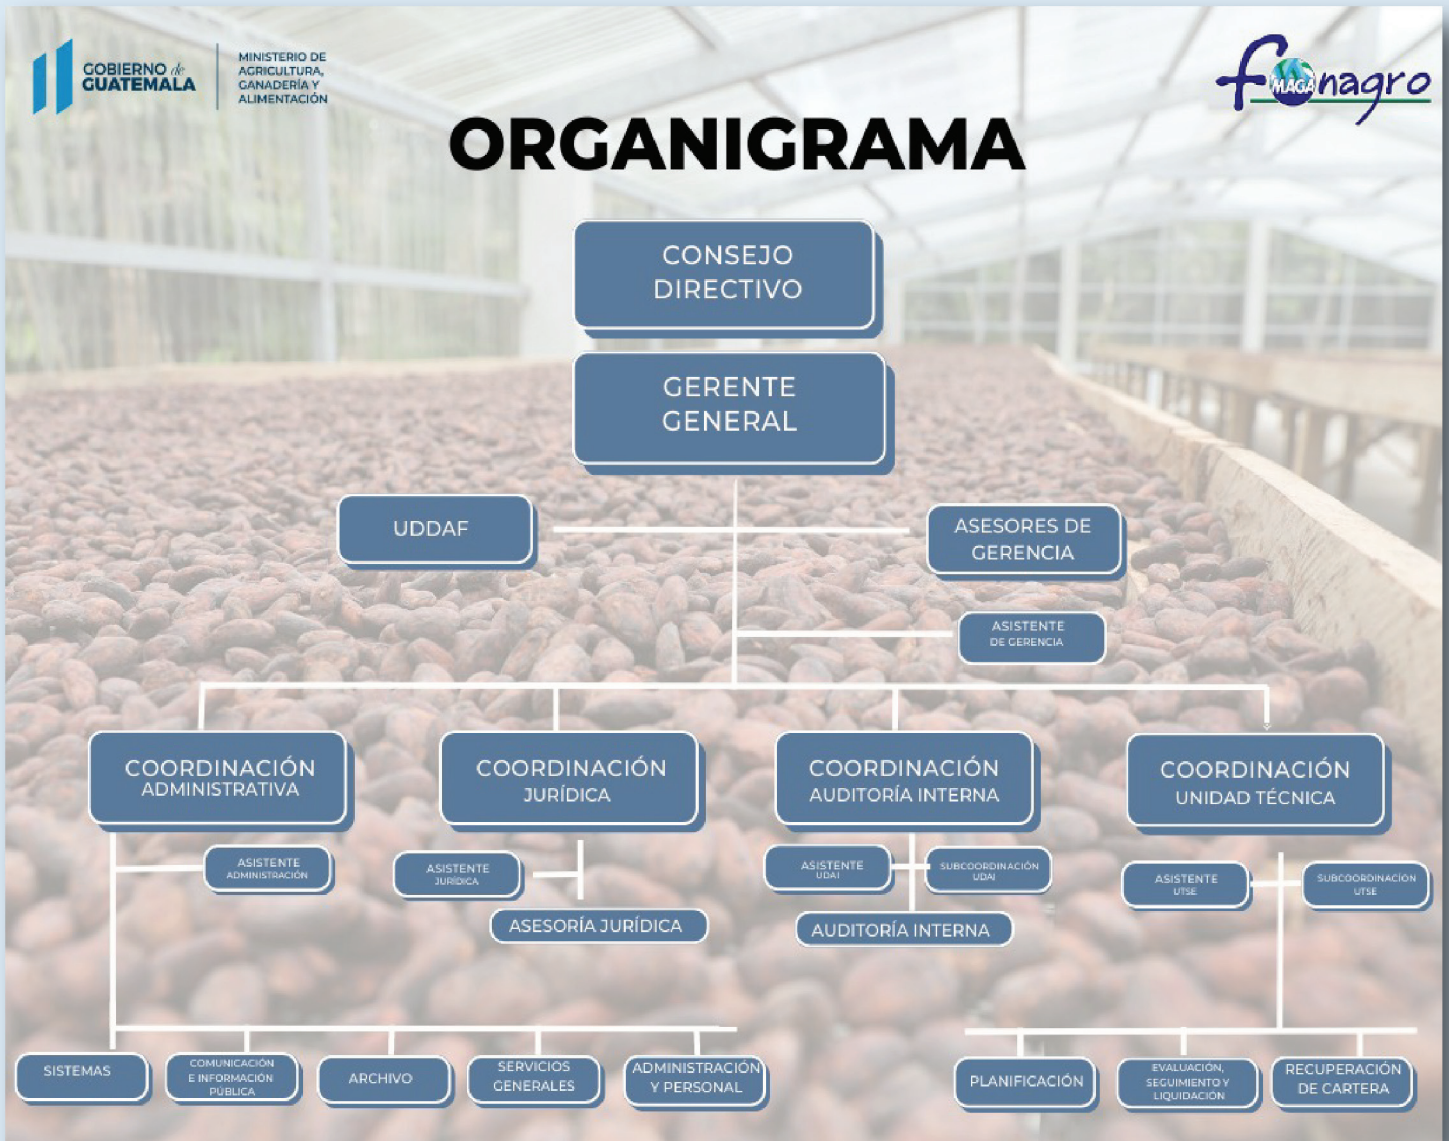 GOBIERNO de
GUATEMALA
MINISTERIO DE
AGRICULTURA,
GANADERÍA Y
ALIMENTACIÓN
fonagro
MAGA
ORGANIGRAMA
CONSEJO
DIRECTIVO
GERENTE
GENERAL
UDDAF
ASESORES DE
GERENCIA
ASISTENTE
DE GERENCIA
COORDINACIÓN
ADMINISTRATIVA
COORDINACIÓN
JURÍDICA
COORDINACIÓN
AUDITORÍA INTERNA
COORDINACIÓN
UNIDAD TÉCNICA
ASISTENTE
ADMINISTRACIÓN
ASISTENTE
JURÍDICA
ASESORÍA JURÍDICA
ASISTENTE
UDAI
SUBCOORDINACIÓN
UDAI
AUDITORÍA INTERNA
ASISTENTE
UTSE
SUBCOORDINACIÓN
UTSE
SISTEMAS
COMUNICACIÓN
E INFORMACIÓN
PÚBLICA
ARCHIVO
SERVICIOS
GENERALES
ADMINISTRACIÓN
Y PERSONAL
PLANIFICACIÓN
EVALUACIÓN,
SEGUIMIENTO Y
LIQUIDACIÓN
RECUPERACIÓN
DE CARTERA